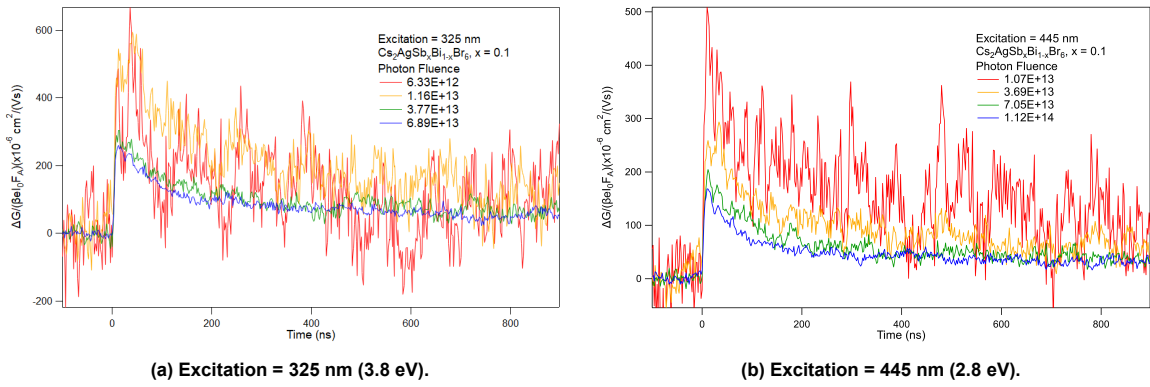 600
400
200
0
-200
ΔG/(βeI₀F_A)(x10⁻⁶ cm²/(Vs))
Excitation = 325 nm
Cs₂AgSbₓBi₁₋ₓBr₆, x = 0.1
Photon Fluence
6.33E+12
1.16E+13
3.77E+13
6.89E+13
0
200
400
600
800
Time (ns)
(a) Excitation = 325 nm (3.8 eV).
500
400
300
200
100
0
ΔG/(βeI₀F_A)(x10⁻⁶ cm²/(Vs))
Excitation = 445 nm
Cs₂AgSbₓBi₁₋ₓBr₆, x = 0.1
Photon Fluence
1.07E+13
3.69E+13
7.05E+13
1.12E+14
0
200
400
600
800
Time (ns)
(b) Excitation = 445 nm (2.8 eV).